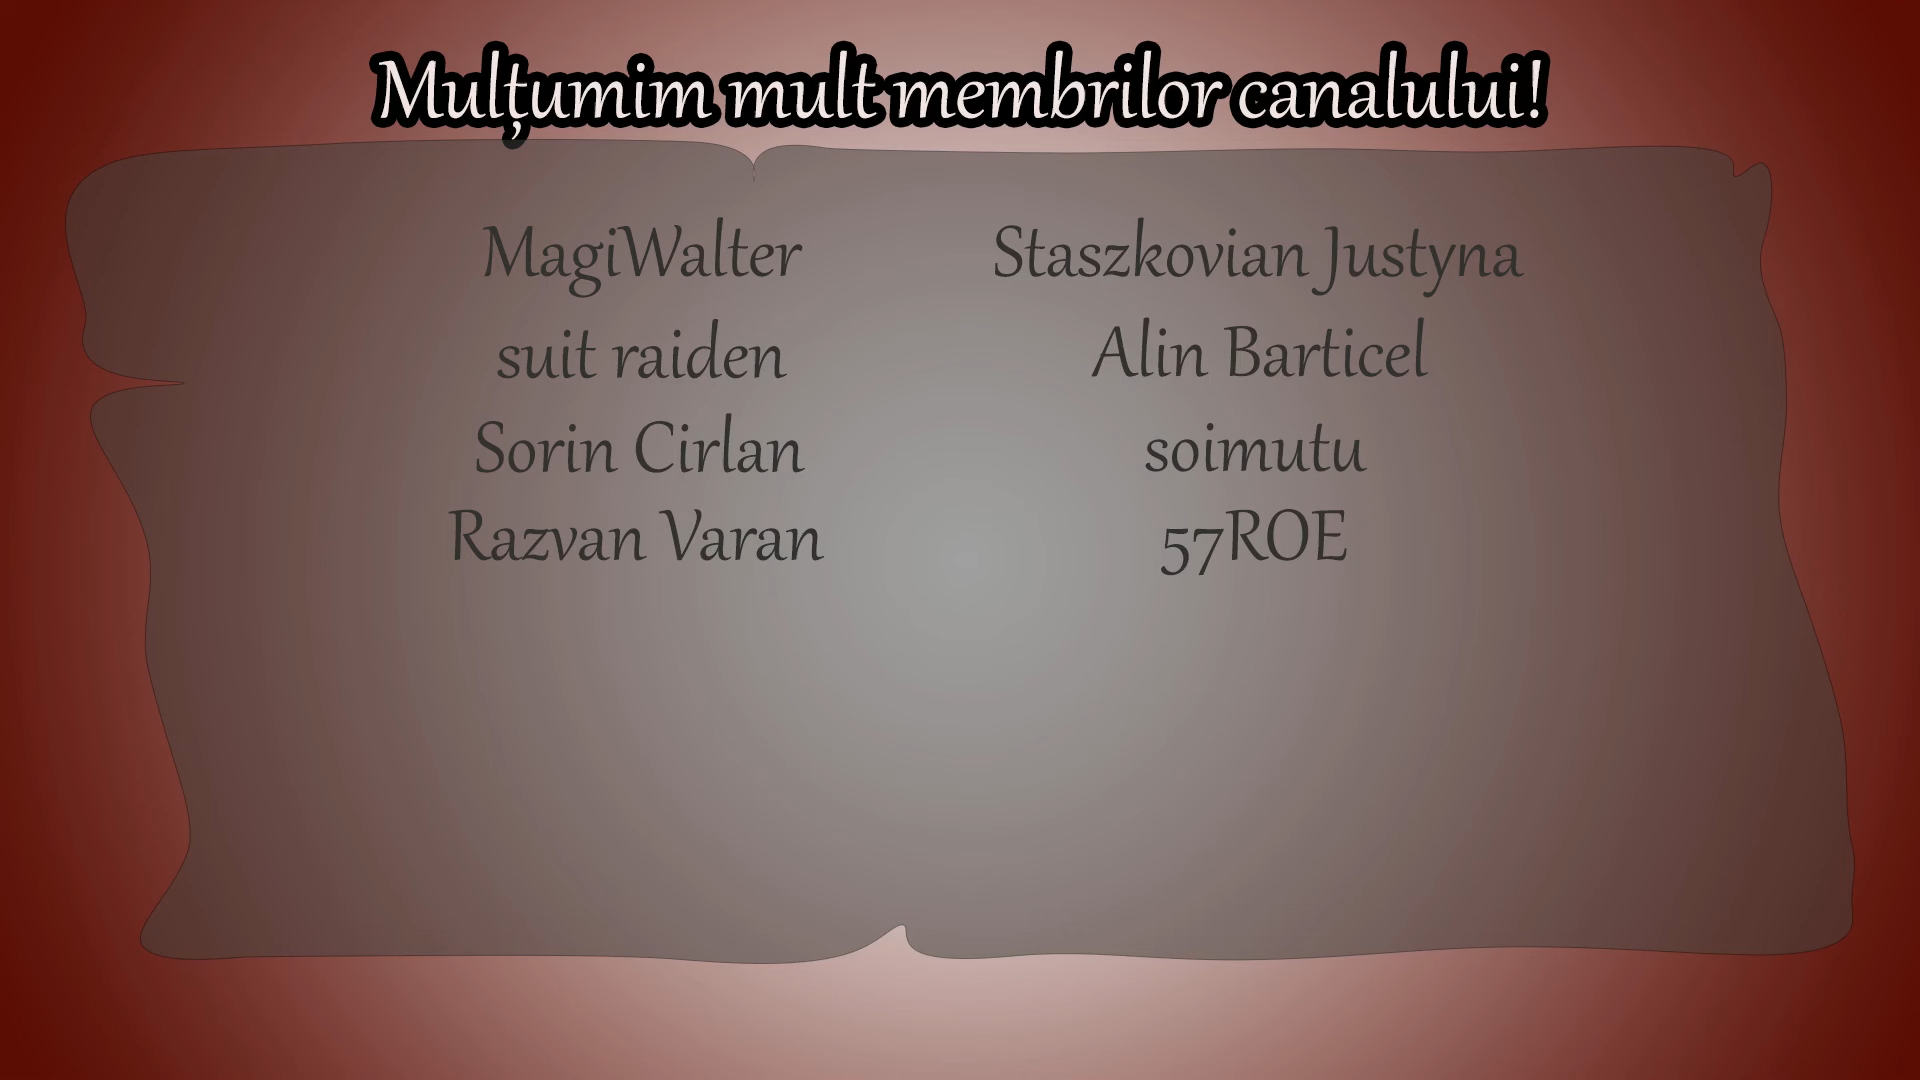 Mulțumim mult membrilor canalului!
MagiWalter
suit raiden
Sorin Cirlan
Razvan Varan
Staszkovian Justyna
Alin Barticel
soimutu
57ROE